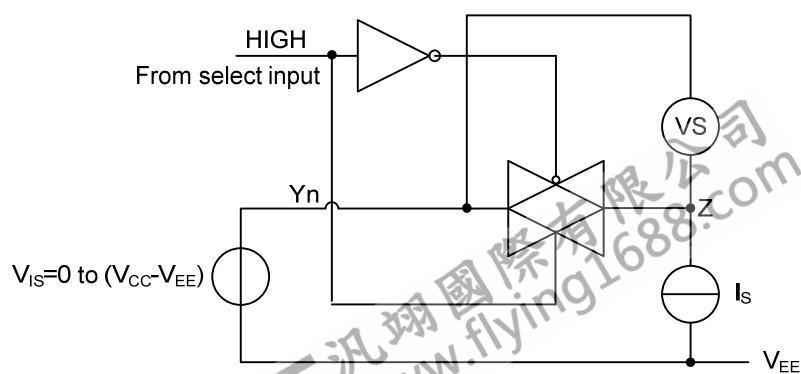 HIGH
From select input
VS
Yn
Z
V_IS=0 to (V_CC-V_EE)
I_S
V_EE
汎翊國際有限公司
www.flying1688.com